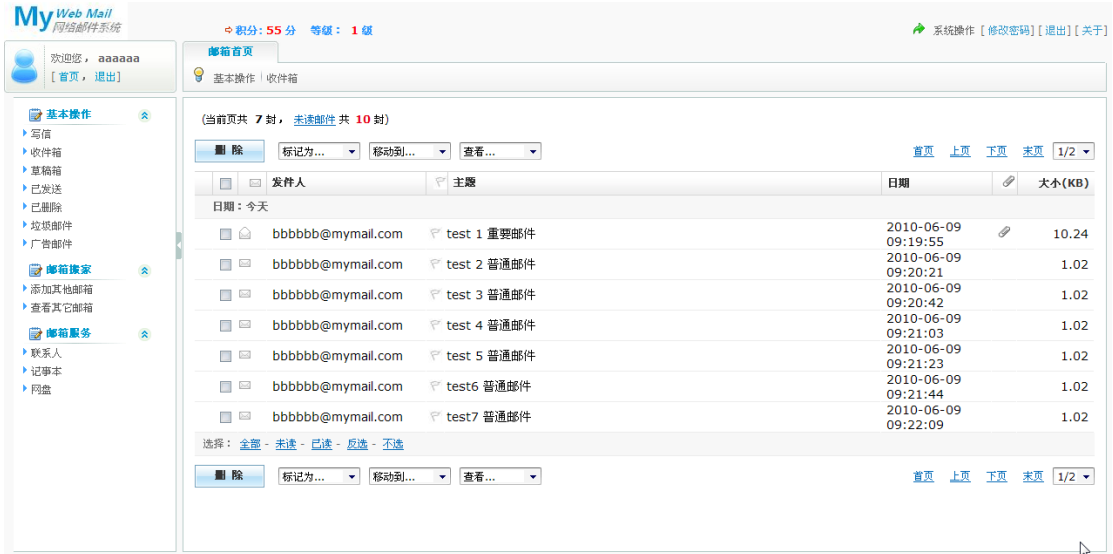 My Web Mail
网络邮件系统
积分: 55 分 等级： 1 级
系统操作 [ 修改密码] [ 退出] [ 关于]
欢迎您， aaaaaa
[ 首页， 退出]
邮箱首页
基本操作 收件箱
基本操作
写信
收件箱
草稿箱
已发送
已删除
垃圾邮件
广告邮件
邮箱搬家
添加其他邮箱
查看其它邮箱
邮箱服务
联系人
记事本
网盘
(当前页共 7 封， 未读邮件 共 10 封)
删 除 标记为... 移动到... 查看... 首页 上页 下页 末页 1/2
发件人 主题 日期 大小(KB)
日期：今天
bbbbbb@mymail.com test 1 重要邮件 2010-06-09 09:19:55 10.24
bbbbbb@mymail.com test 2 普通邮件 2010-06-09 09:20:21 1.02
bbbbbb@mymail.com test 3 普通邮件 2010-06-09 09:20:42 1.02
bbbbbb@mymail.com test 4 普通邮件 2010-06-09 09:21:03 1.02
bbbbbb@mymail.com test 5 普通邮件 2010-06-09 09:21:23 1.02
bbbbbb@mymail.com test6 普通邮件 2010-06-09 09:21:44 1.02
bbbbbb@mymail.com test7 普通邮件 2010-06-09 09:22:09 1.02
选择： 全部 - 未读 - 已读 - 反选 - 不选
删 除 标记为... 移动到... 查看... 首页 上页 下页 末页 1/2